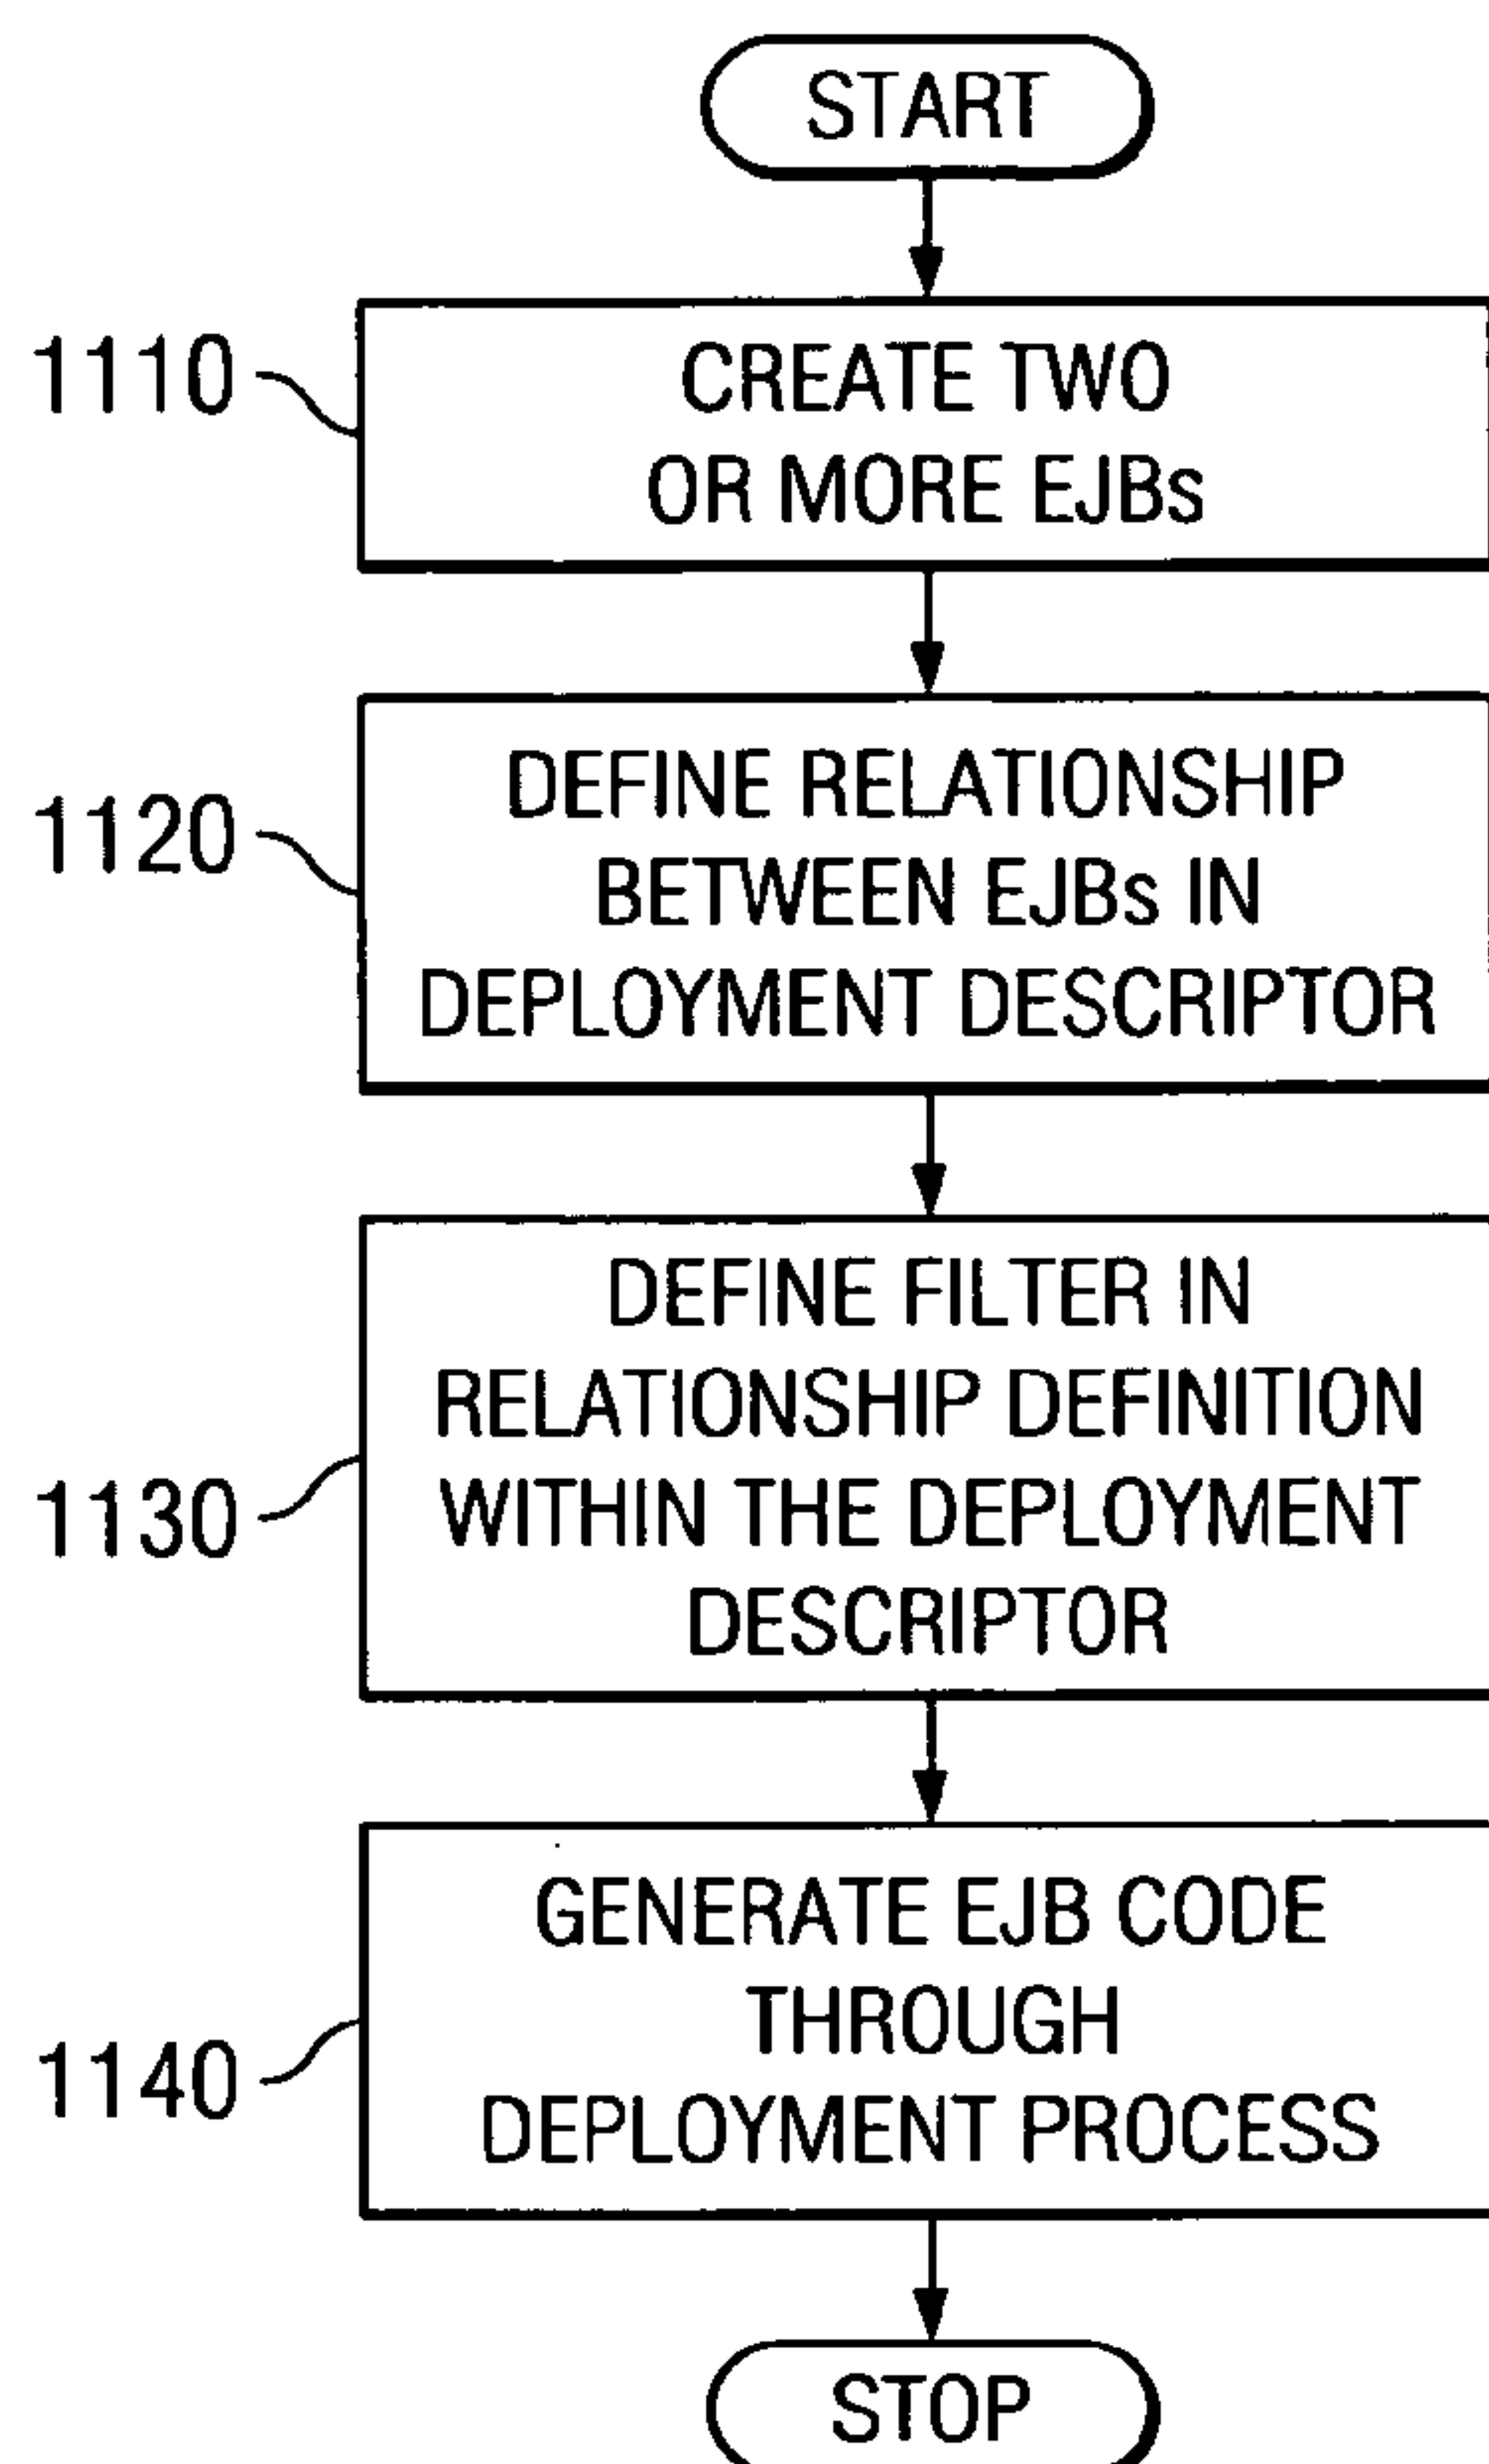 START
1110
CREATE TWO
OR MORE EJBs
1120
DEFINE RELATIONSHIP
BETWEEN EJBs IN
DEPLOYMENT DESCRIPTOR
1130
DEFINE FILTER IN
RELATIONSHIP DEFINITION
WITHIN THE DEPLOYMENT
DESCRIPTOR
1140
GENERATE EJB CODE
THROUGH
DEPLOYMENT PROCESS
STOP